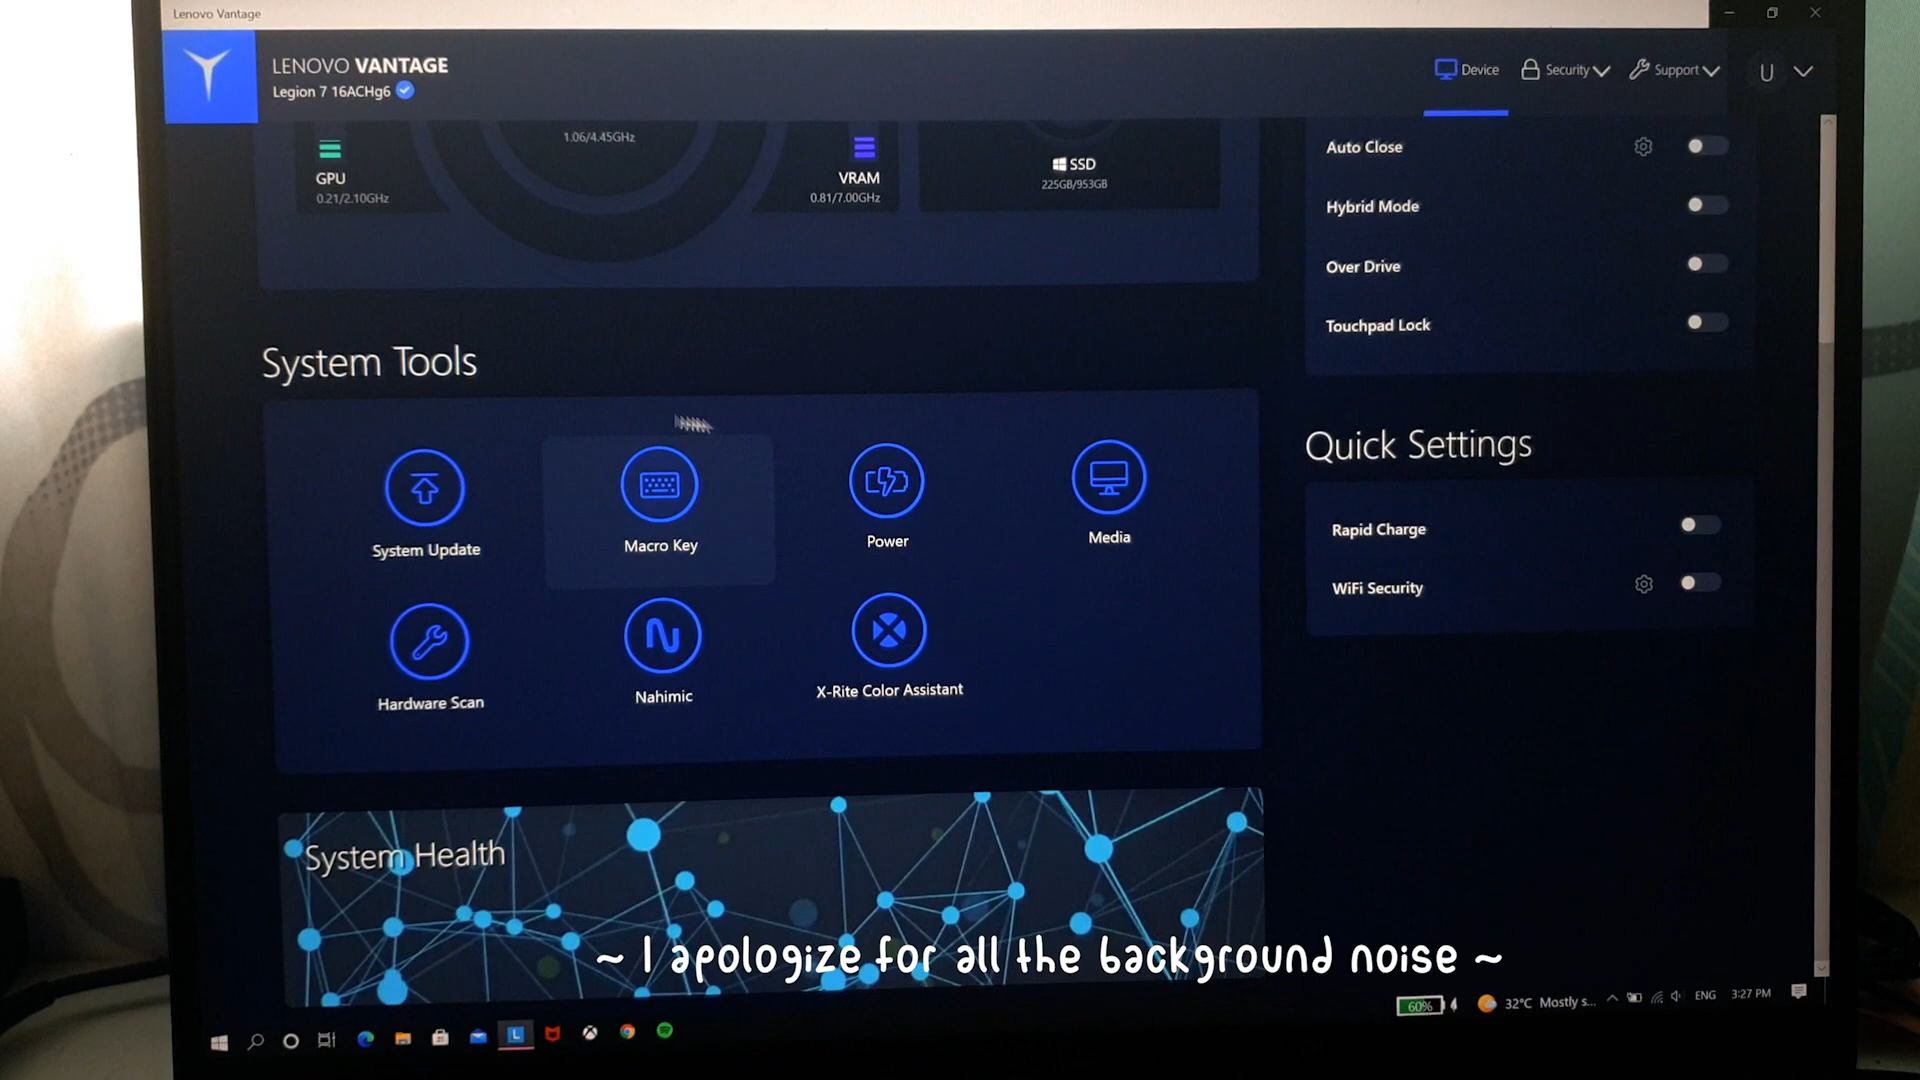 Lenovo Vantage
LENOVO VANTAGE
Legion 7 16ACHg6
Device
Security
Support
U
1.06/4.45GHz
GPU
0.21/2.10GHz
VRAM
0.81/7.00GHz
SSD
225GB/953GB
Auto Close
Hybrid Mode
Over Drive
Touchpad Lock
System Tools
System Update
Macro Key
Power
Media
Hardware Scan
Nahimic
X-Rite Color Assistant
Quick Settings
Rapid Charge
WiFi Security
System Health
~ I apologize for all the background noise ~
60%
32°C Mostly s...
ENG
3:27 PM
L